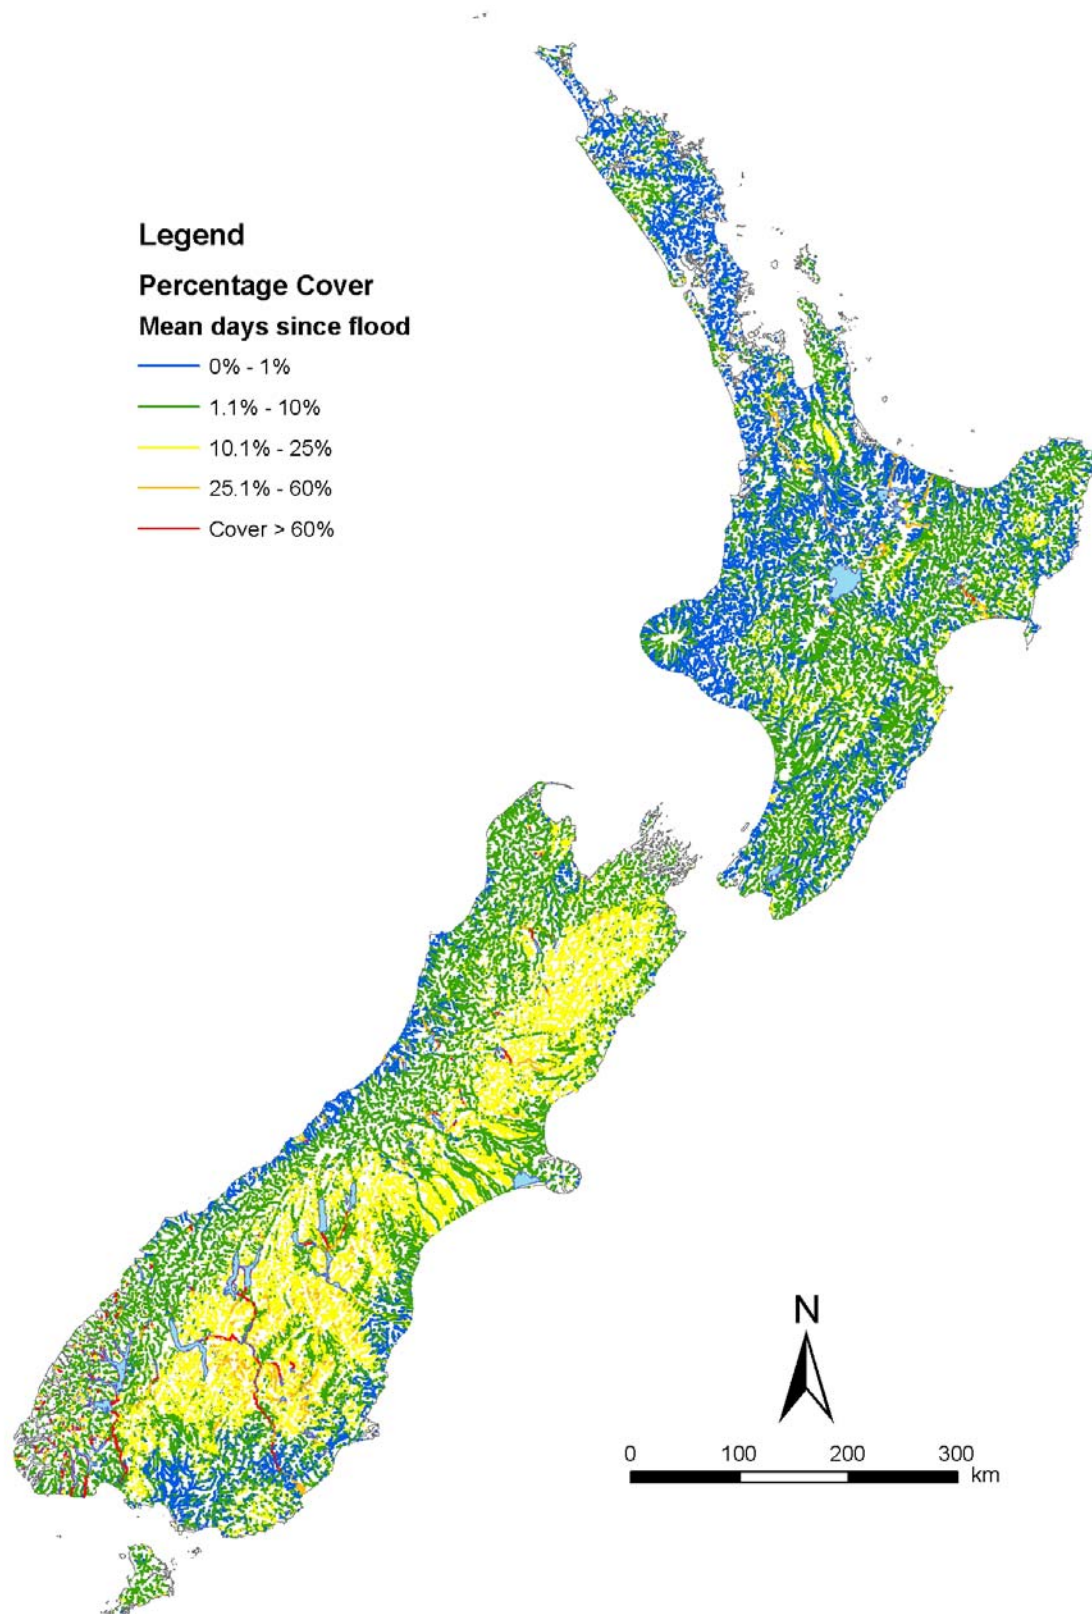 Legend
Percentage Cover
Mean days since flood
0% - 1%
1.1% - 10%
10.1% - 25%
25.1% - 60%
Cover > 60%
N
0 100 200 300
km